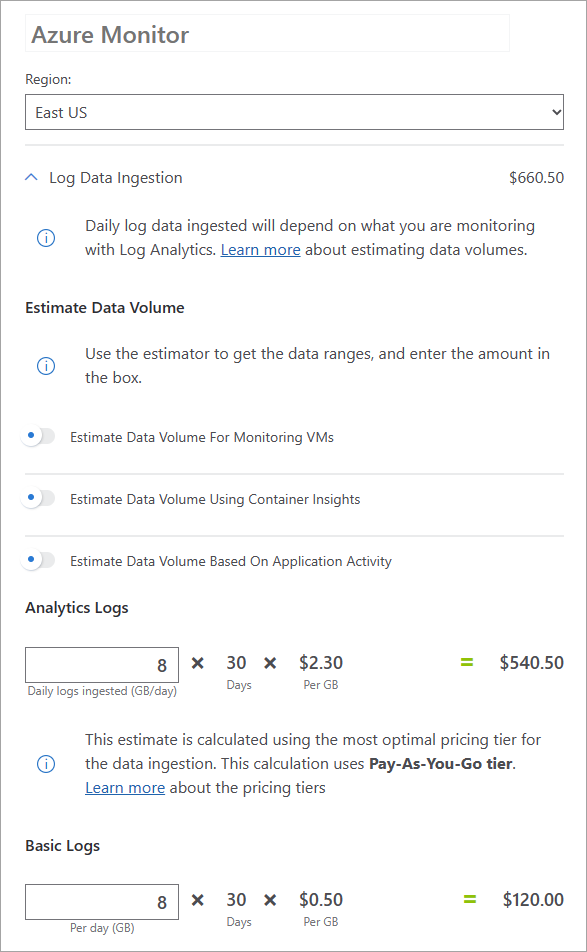 Azure Monitor
Region:
East US
Log Data Ingestion $660.50
Daily log data ingested will depend on what you are monitoring
with Log Analytics. Learn more about estimating data volumes.
Estimate Data Volume
Use the estimator to get the data ranges, and enter the amount in
the box.
Estimate Data Volume For Monitoring VMs
Estimate Data Volume Using Container Insights
Estimate Data Volume Based On Application Activity
Analytics Logs
8 × 30 × $2.30 = $540.50
Daily logs ingested (GB/day) Days Per GB
This estimate is calculated using the most optimal pricing tier for
the data ingestion. This calculation uses Pay-As-You-Go tier.
Learn more about the pricing tiers
Basic Logs
8 × 30 × $0.50 = $120.00
Per day (GB) Days Per GB